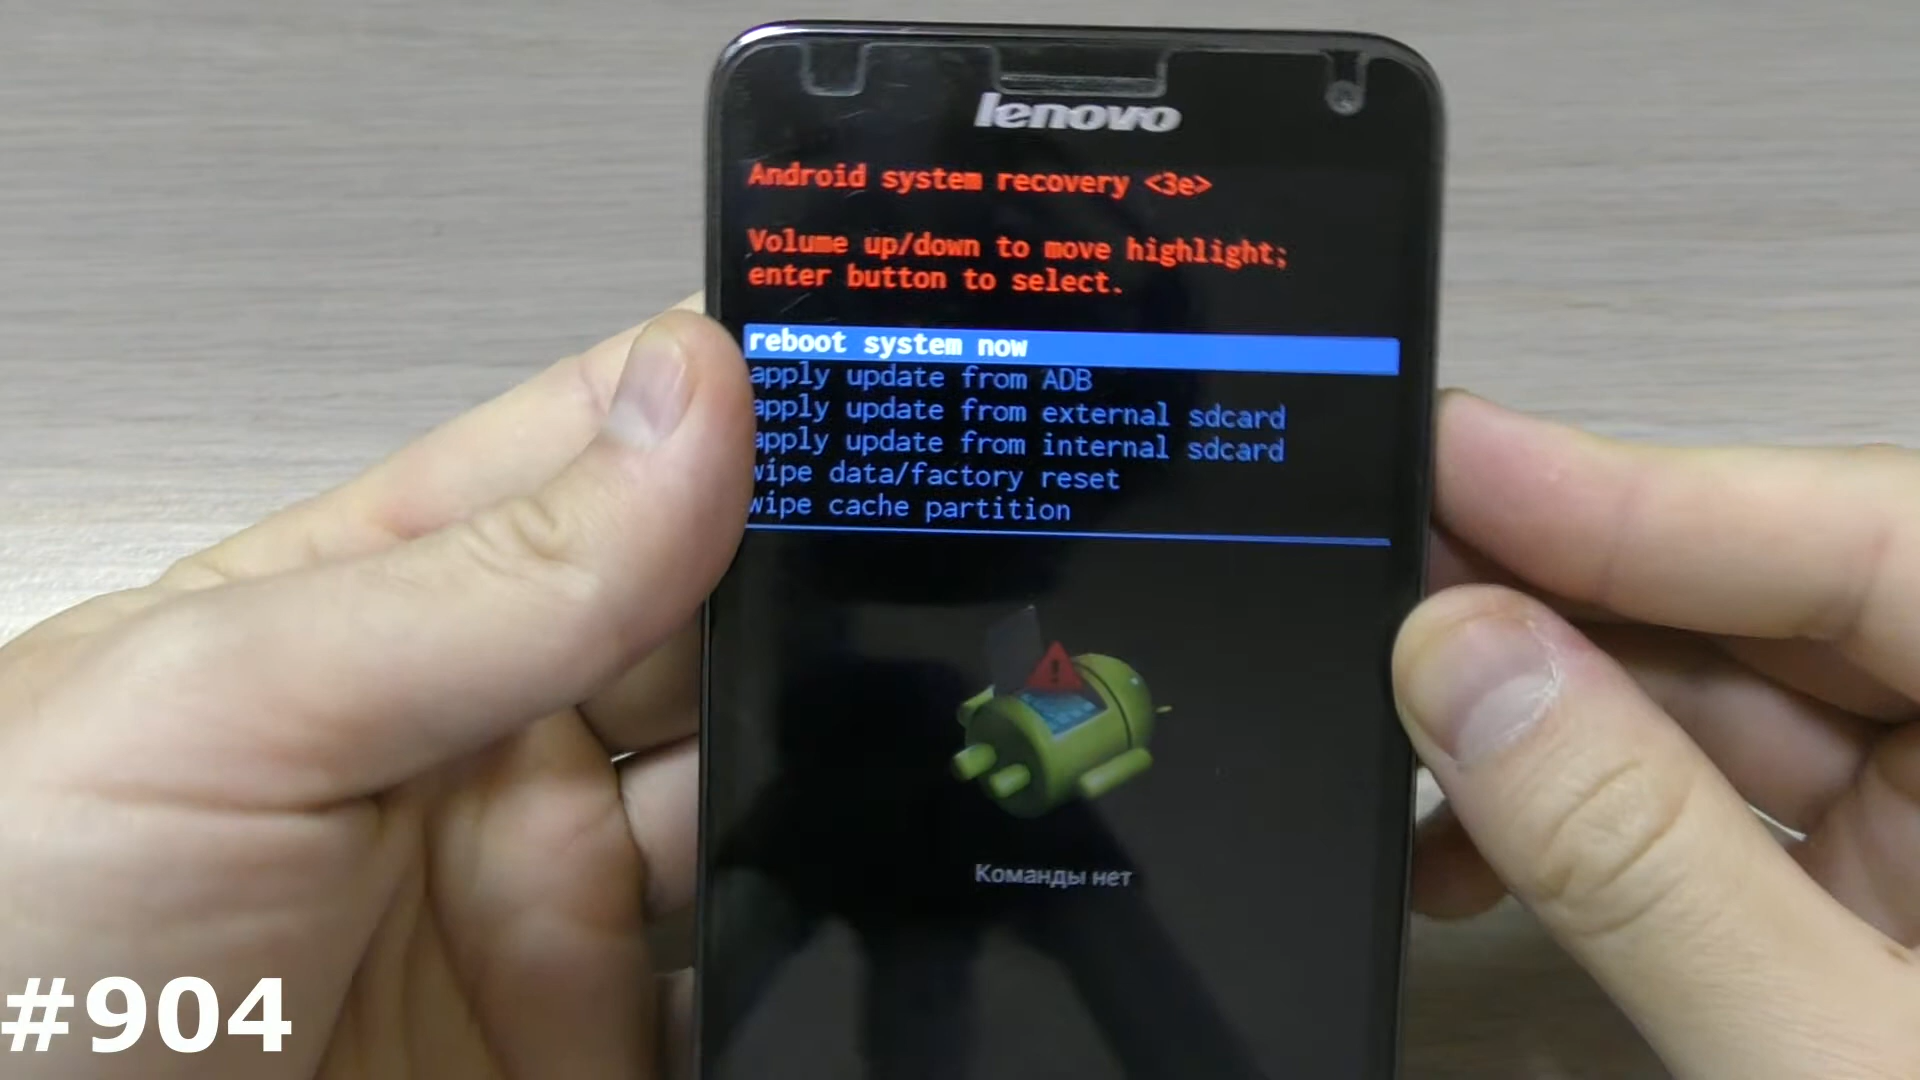 lenovo
Android system recovery <3e>
Volume up/down to move highlight;
enter button to select.
reboot system now
apply update from ADB
apply update from external sdcard
apply update from internal sdcard
wipe data/factory reset
wipe cache partition
Команды нет
#904